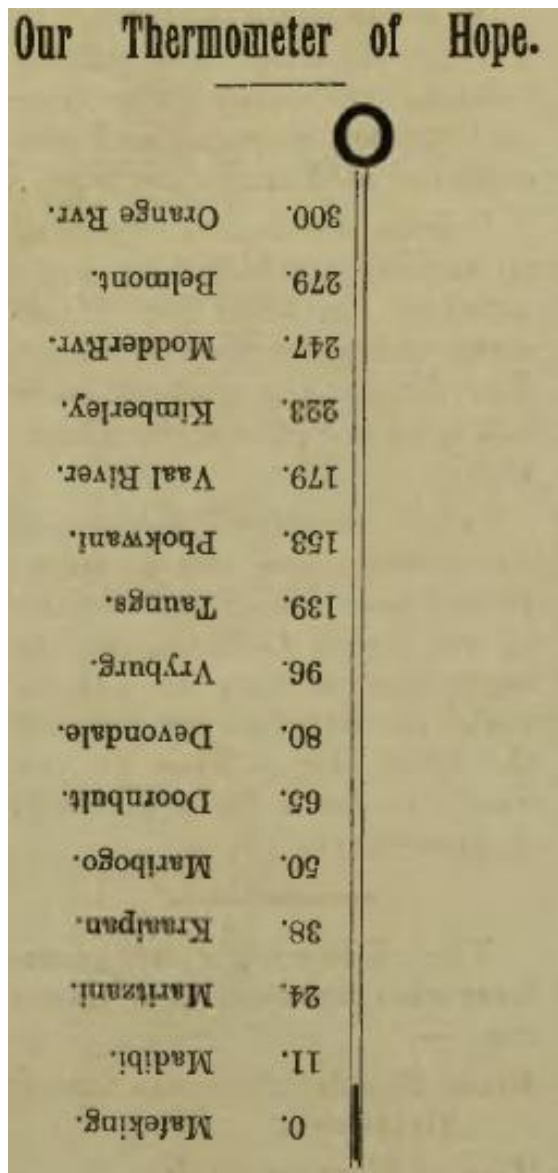 Our Thermometer of Hope.
300. Orange Rvr.
279. Belmont.
247. ModderRvr.
223. Kimberley.
179. Vaal River.
153. Phokwani.
139. Taungs.
96. Vryburg.
80. Devondale.
65. Doornbult.
50. Maribogo.
38. Kraaipan.
24. Maritzani.
11. Madibi.
0. Mafeking.